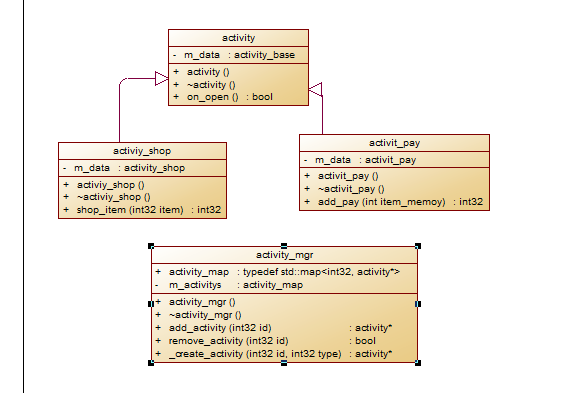 activity
- m_data : activity_base
+ activity ()
+ ~activity ()
+ on_open () : bool
activiy_shop
- m_data : activity_shop
+ activiy_shop ()
+ ~activiy_shop ()
+ shop_item (int32 item) : int32
activit_pay
- m_data : activit_pay
+ activit_pay ()
+ ~activit_pay ()
+ add_pay (int item_memoy) : int32
activity_mgr
+ activity_map : typedef std::map<int32, activity*>
- m_activitys : activity_map
+ activity_mgr ()
+ ~activity_mgr ()
+ add_activity (int32 id) : activity*
+ remove_activity (int32 id) : bool
+ _create_activity (int32 id, int32 type) : activity*